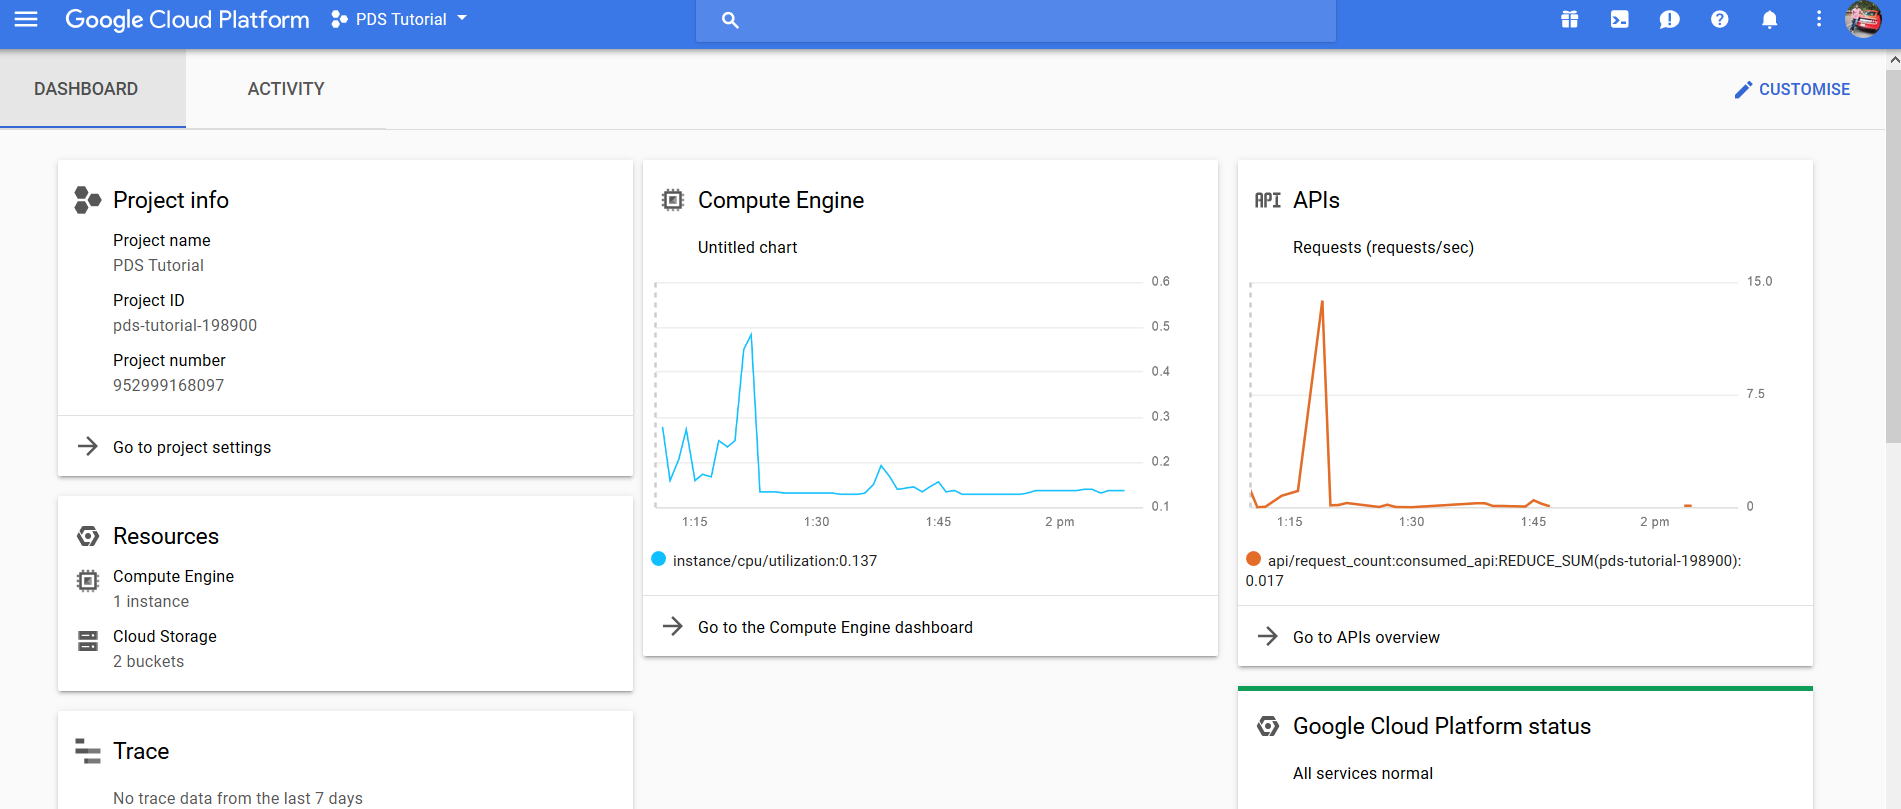 Google Cloud Platform PDS Tutorial
DASHBOARD ACTIVITY CUSTOMISE
Project info
Project name
PDS Tutorial
Project ID
pds-tutorial-198900
Project number
952999168097
Go to project settings
Resources
Compute Engine
1 instance
Cloud Storage
2 buckets
Trace
No trace data from the last 7 days
Compute Engine
Untitled chart
0.6
0.5
0.4
0.3
0.2
0.1
1:15 1:30 1:45 2 pm
instance/cpu/utilization:0.137
Go to the Compute Engine dashboard
API APIs
Requests (requests/sec)
15.0
7.5
0
1:15 1:30 1:45 2 pm
api/request_count:consumed_api:REDUCE_SUM(pds-tutorial-198900):
0.017
Go to APIs overview
Google Cloud Platform status
All services normal